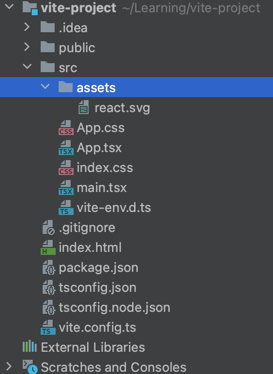 vite-project ~/Learning/vite-project
.idea
public
src
assets
react.svg
CSS App.css
TSX App.tsx
CSS index.css
TSX main.tsx
TS vite-env.d.ts
.gitignore
H index.html
package.json
tsconfig.json
tsconfig.node.json
TS vite.config.ts
External Libraries
Scratches and Consoles